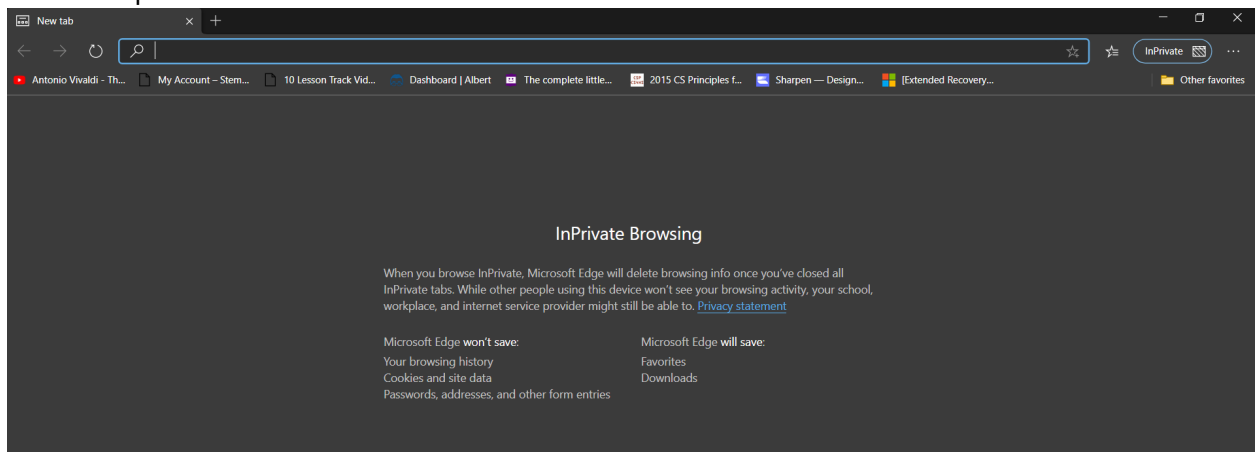 New tab
InPrivate
Antonio Vivaldi - Th... My Account – Stem... 10 Lesson Track Vid... Dashboard | Albert The complete little... 2015 CS Principles f... Sharpen — Design... [Extended Recovery... Other favorites
InPrivate Browsing
When you browse InPrivate, Microsoft Edge will delete browsing info once you've closed all
InPrivate tabs. While other people using this device won't see your browsing activity, your school,
workplace, and internet service provider might still be able to. Privacy statement
Microsoft Edge won't save:
Your browsing history
Cookies and site data
Passwords, addresses, and other form entries
Microsoft Edge will save:
Favorites
Downloads